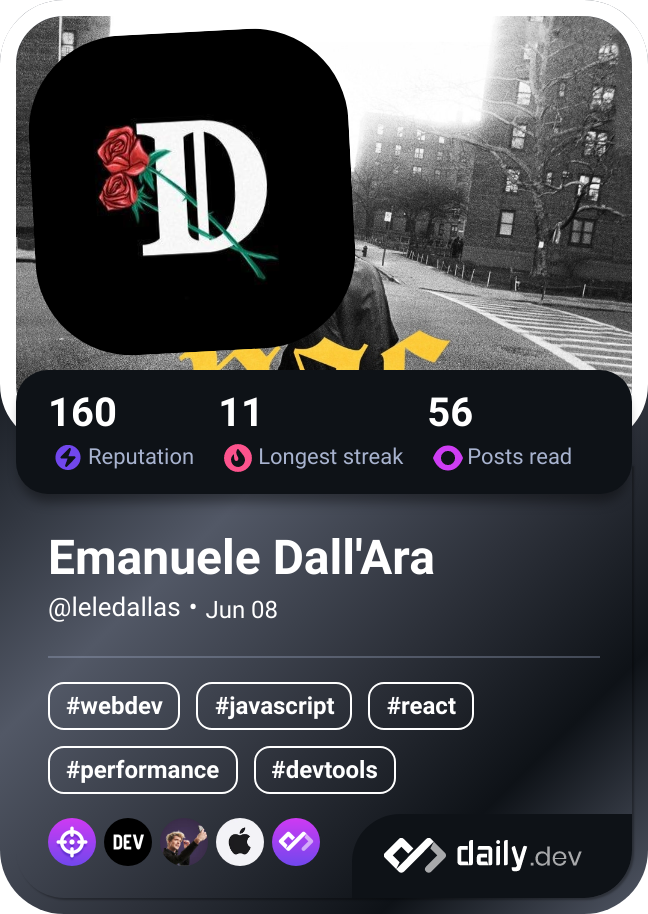 D
160 11 56
Reputation Longest streak Posts read
Emanuele Dall'Ara
@leledallas • Jun 08
#webdev #javascript #react
#performance #devtools
DEV
daily.dev